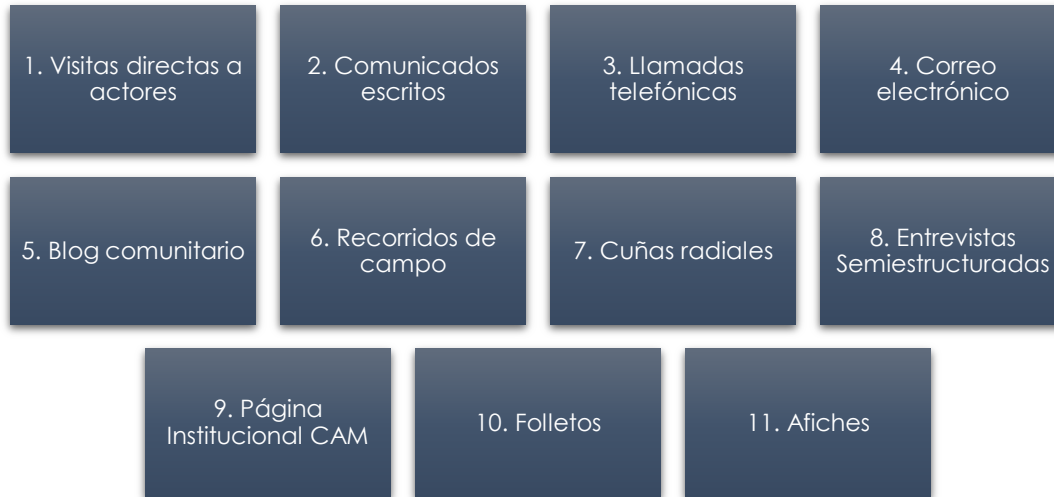 1. Visitas directas a
actores
2. Comunicados
escritos
3. Llamadas
telefónicas
4. Correo
electrónico
5. Blog comunitario
6. Recorridos de
campo
7. Cuñas radiales
8. Entrevistas
Semiestructuradas
9. Página
Institucional CAM
10. Folletos
11. Afiches